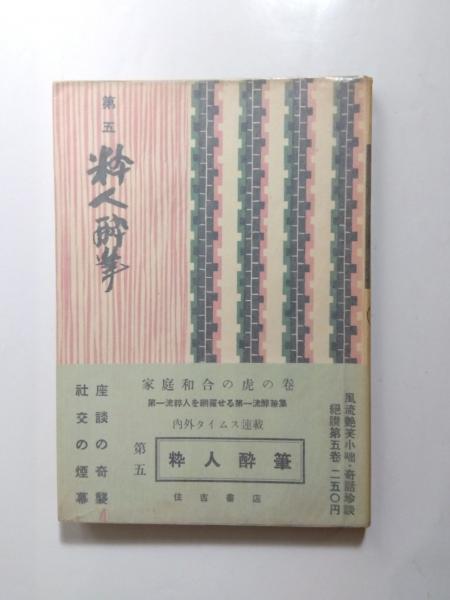 第五
粋人酔筆
家庭和合の虎の巻
第一流粋人を網羅せる第一流酔筆集
内外タイムス連載
第五
粋人酔筆
住吉書店
風流艶笑小咄・奇話珍談
絶讃第五巻 二五〇円
座談の奇襲
社交の煙幕